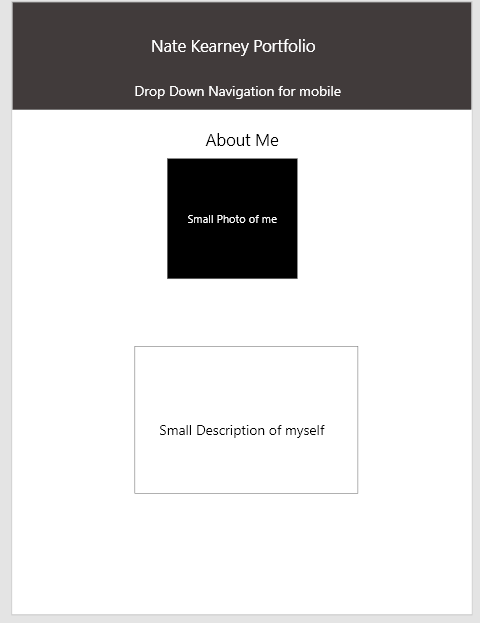 Nate Kearney Portfolio
Drop Down Navigation for mobile
About Me
Small Photo of me
Small Description of myself